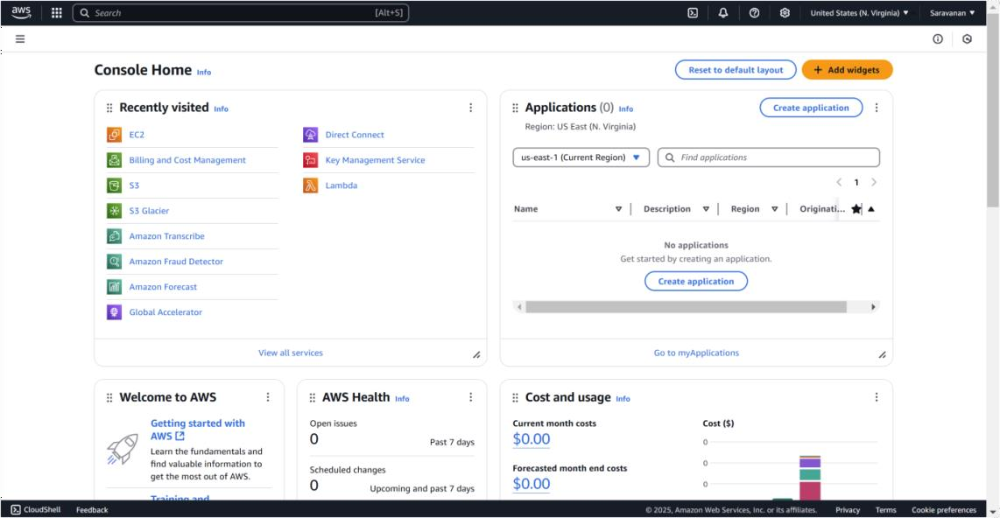 aws
Search [Alt+S]
United States (N. Virginia) Saravanan
Console Home Info
Reset to default layout
+ Add widgets
Recently visited Info
EC2
Billing and Cost Management
S3
S3 Glacier
Amazon Transcribe
Amazon Fraud Detector
Amazon Forecast
Global Accelerator
Direct Connect
Key Management Service
Lambda
View all services
Applications (0) Info
Create application
Region: US East (N. Virginia)
us-east-1 (Current Region)
Find applications
1
Name Description Region Originati...
No applications
Get started by creating an application.
Create application
Go to myApplications
Welcome to AWS
Getting started with
AWS
Learn the fundamentals and
find valuable information to
get the most out of AWS.
Training and
AWS Health Info
Open issues
0 Past 7 days
Scheduled changes
0 Upcoming and past 7 days
Cost and usage Info
Current month costs
$0.00
Forecasted month end costs
$0.00
Cost ($)
0
0
0
CloudShell Feedback
© 2025, Amazon Web Services, Inc. or its affiliates. Privacy Terms Cookie preferences